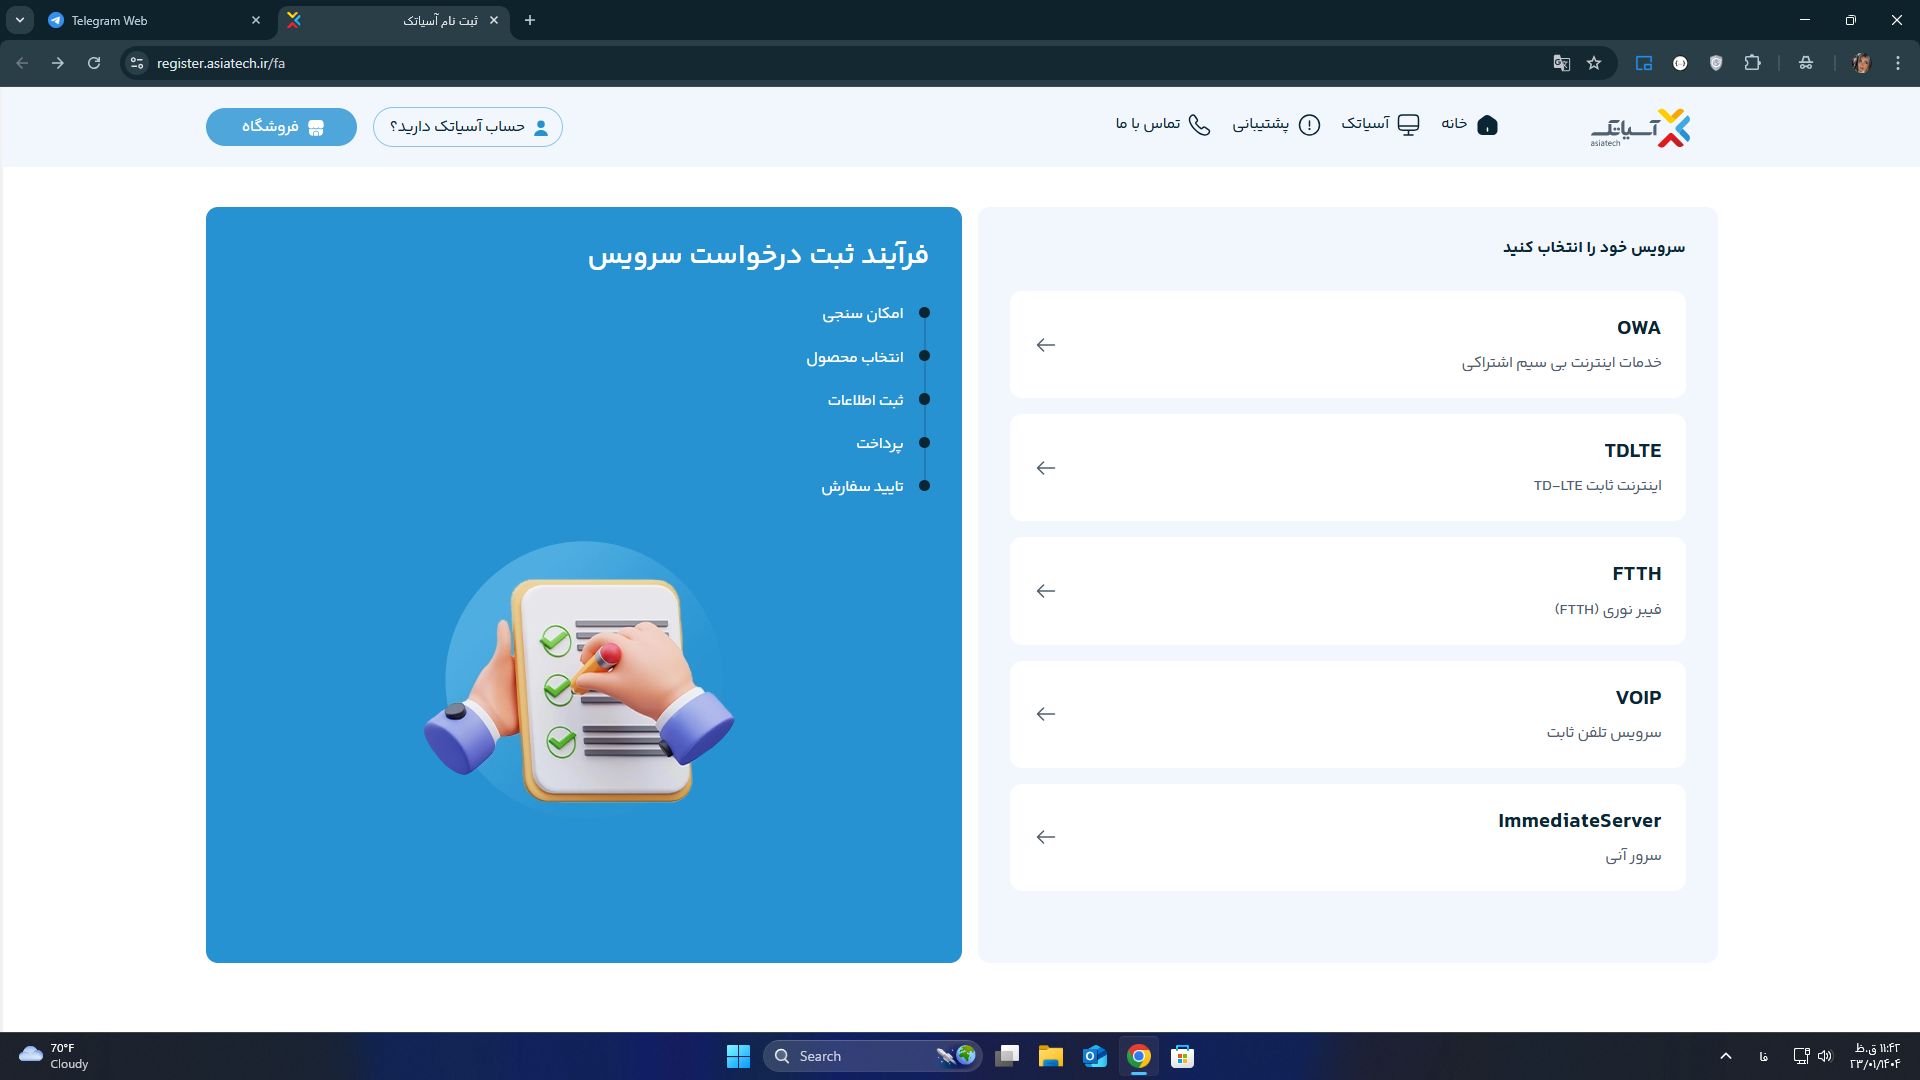 Telegram Web
ثبت نام آسیاتک
register.asiatech.ir/fa
آسیاتک
asiatech
خانه
آسیاتک
پشتیبانی
تماس با ما
حساب آسیاتک دارید؟
فروشگاه
سرویس خود را انتخاب کنید
OWA
خدمات اینترنت بی سیم اشتراکی
TDLTE
اینترنت ثابت TD-LTE
FTTH
فیبر نوری (FTTH)
VOIP
سرویس تلفن ثابت
ImmediateServer
سرور آنی
فرآیند ثبت درخواست سرویس
امکان سنجی
انتخاب محصول
ثبت اطلاعات
پرداخت
تایید سفارش
70°F
Cloudy
Search
فا
۱۱:۴۲ ق.ظ
۲۳/۰۱/۱۴۰۴